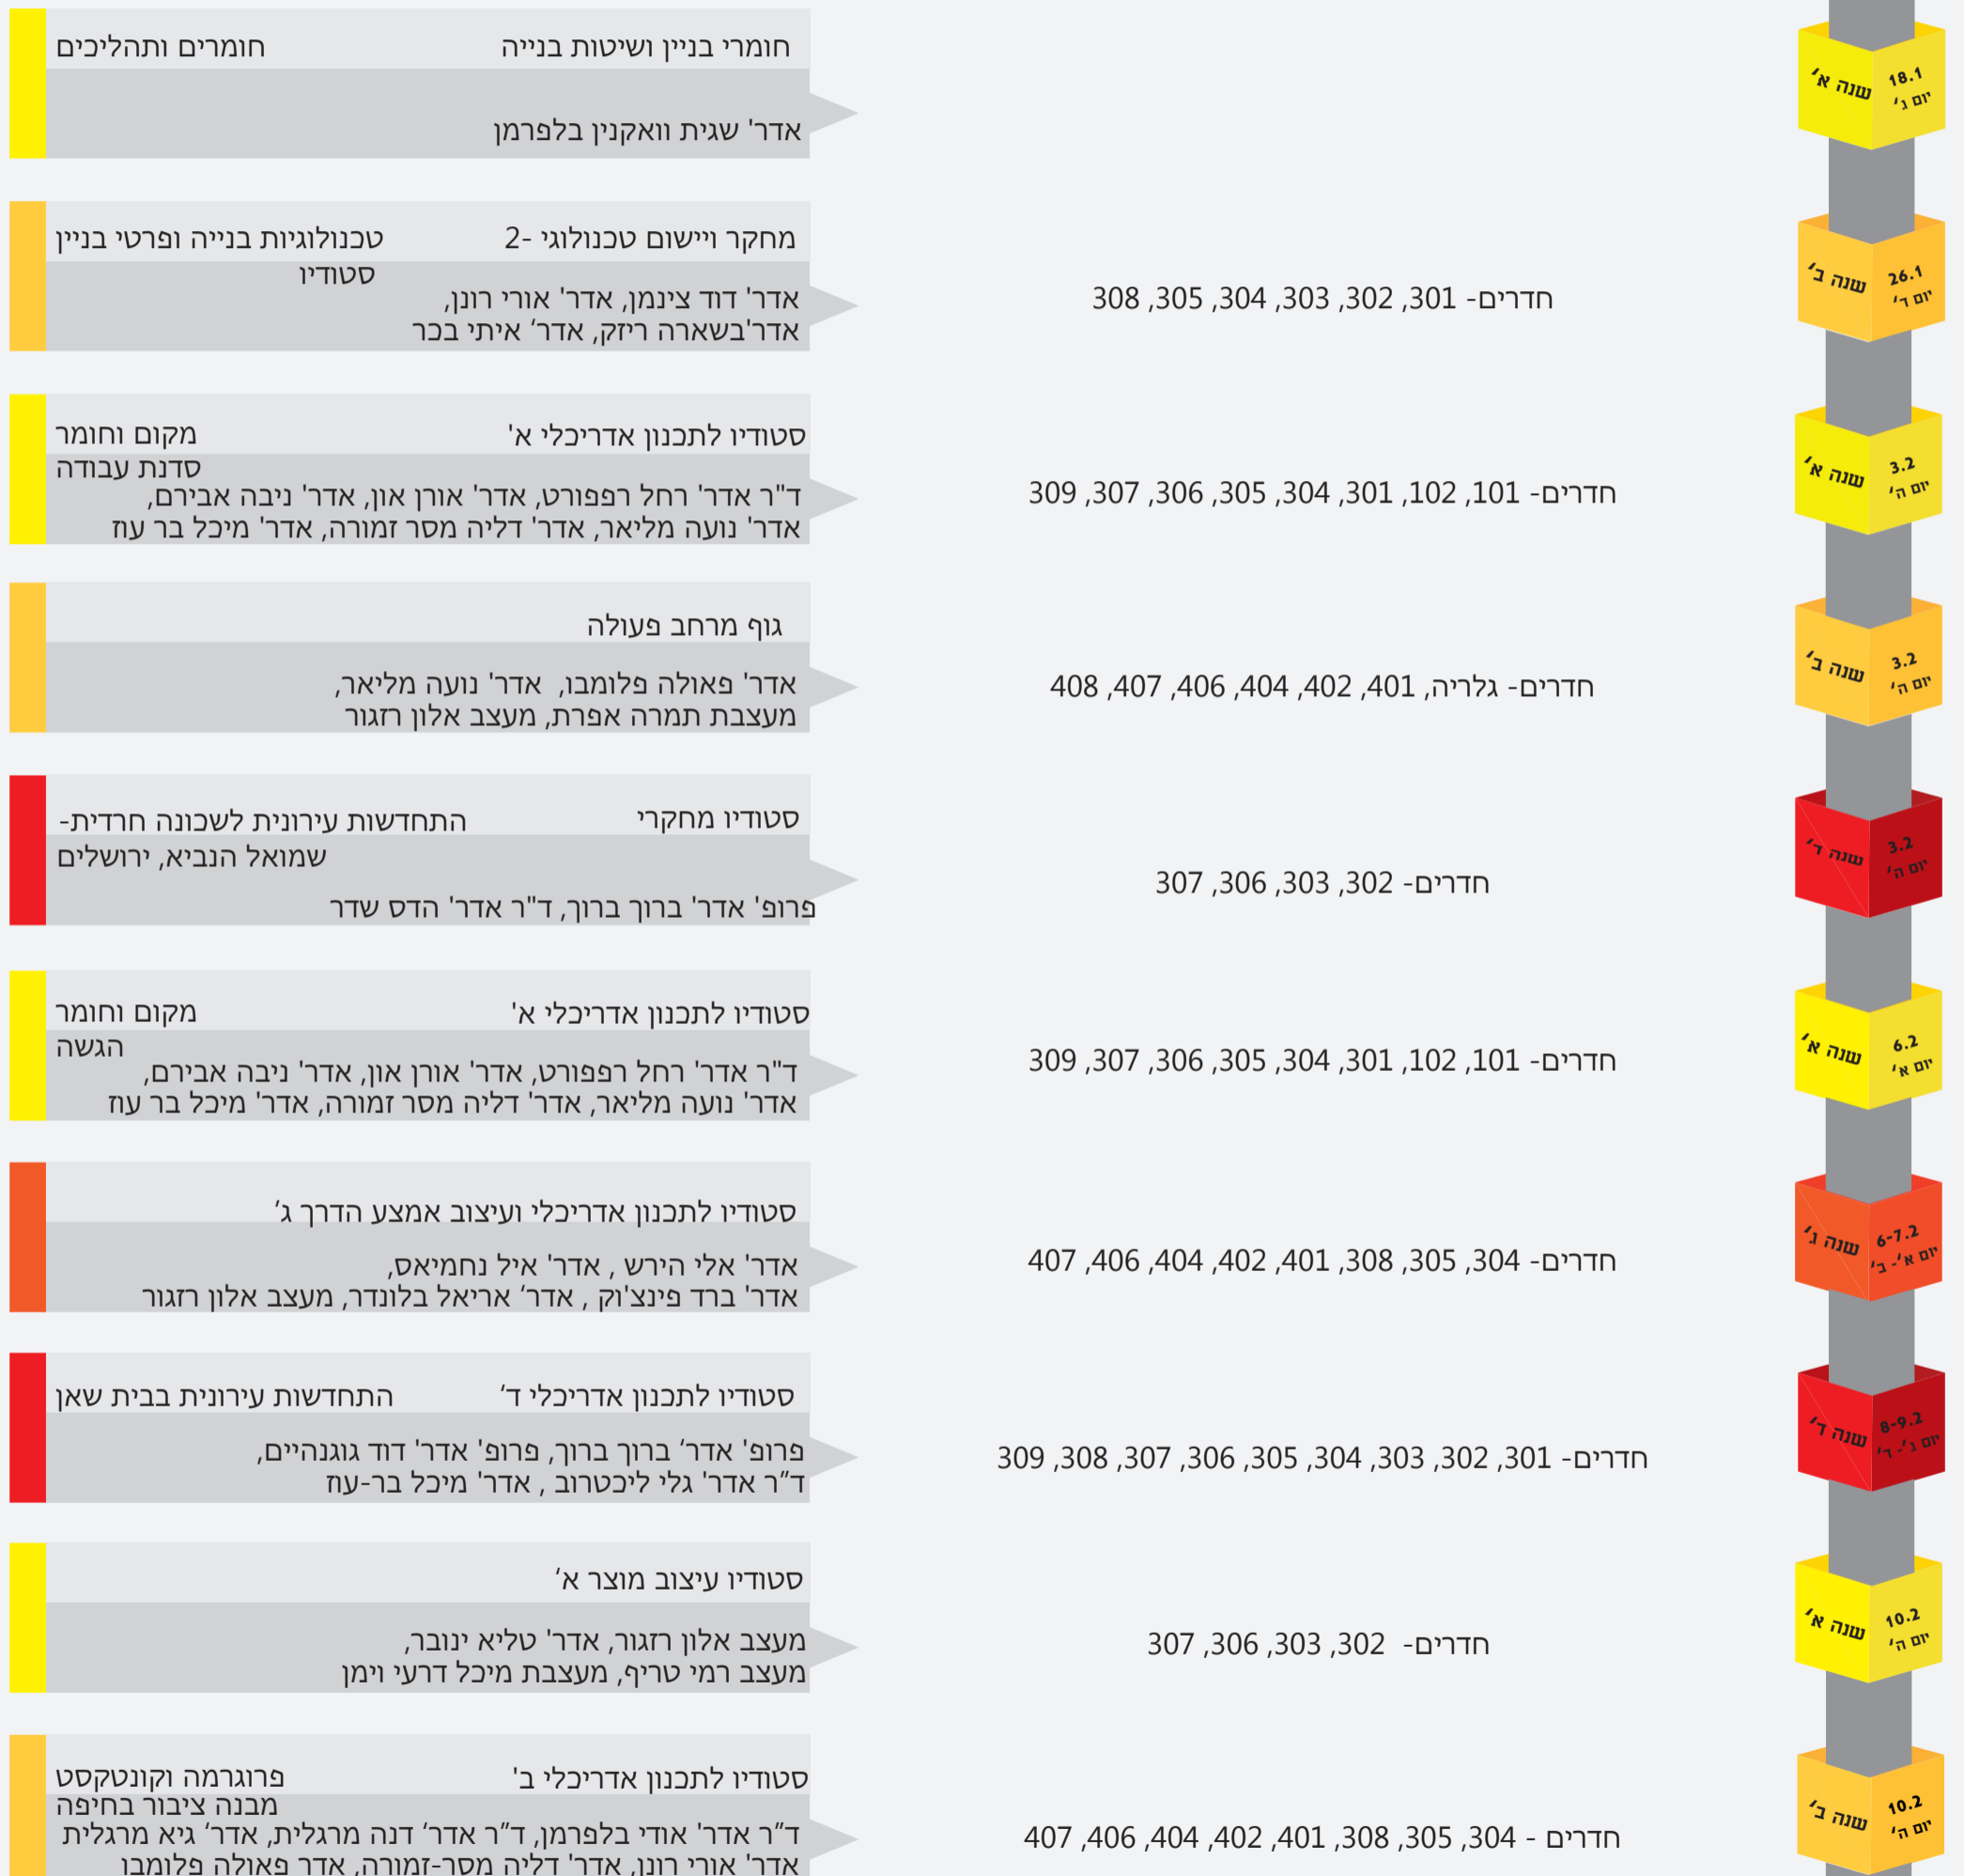 18.1
יום ג'
שנה א'
חומרי בניין ושיטות בנייה
חומרים ותהליכים
אדר' שגית וואקנין בלפרמן
26.1
יום ד'
שנה ב'
חדרים- 301, 302, 303, 304, 305, 308
מחקר ויישום טכנולוגי -2
טכנולוגיות בנייה ופרטי בניין
סטודיו
אדר' דוד צינמן, אדר' אורי רונן,
אדר'בשארה ריזק, אדר' איתי בכר
3.2
יום ה'
שנה א'
חדרים- 101, 102, 301, 304, 305, 306, 307, 309
סטודיו לתכנון אדריכלי א'
מקום וחומר
סדנת עבודה
ד"ר אדר' רחל רפפורט, אדר' אורן און, אדר' ניבה אבירם,
אדר' נועה מליאר, אדר' דליה מסר זמורה, אדר' מיכל בר עוז
3.2
יום ה'
שנה ב'
חדרים- גלריה, 401, 402, 404, 406, 407, 408
גוף מרחב פעולה
אדר' פאולה פלומבו, אדר' נועה מליאר,
מעצבת תמרה אפרת, מעצב אלון רזגור
3.2
יום ה'
שנה ד'
חדרים- 302, 303, 306, 307
סטודיו מחקרי
התחדשות עירונית לשכונה חרדית-
שמואל הנביא, ירושלים
פרופ' אדר' ברוך ברוך, ד"ר אדר' הדס שדר
6.2
יום א'
שנה א'
חדרים- 101, 102, 301, 304, 305, 306, 307, 309
סטודיו לתכנון אדריכלי א'
מקום וחומר
הגשה
ד"ר אדר' רחל רפפורט, אדר' אורן און, אדר' ניבה אבירם,
אדר' נועה מליאר, אדר' דליה מסר זמורה, אדר' מיכל בר עוז
6-7.2
יום א'- ב'
שנה ג'
חדרים- 304, 305, 308, 401, 402, 404, 406, 407
סטודיו לתכנון אדריכלי ועיצוב אמצע הדרך ג'
אדר' אלי הירש , אדר' איל נחמיאס,
אדר' ברד פינצ'וק , אדר' אריאל בלונדר, מעצב אלון רזגור
8-9.2
יום ג'- ד'
שנה ד'
חדרים- 301, 302, 303, 304, 305, 306, 307, 308, 309
סטודיו לתכנון אדריכלי ד'
התחדשות עירונית בבית שאן
פרופ' אדר' ברוך ברוך, פרופ' אדר' דוד גוגנהיים,
ד"ר אדר' גלי ליכטרוב , אדר' מיכל בר-עוז
10.2
יום ה'
שנה א'
חדרים- 302, 303, 306, 307
סטודיו עיצוב מוצר א'
מעצב אלון רזגור, אדר' טליא ינובר,
מעצב רמי טריף, מעצבת מיכל דרעי וימן
10.2
יום ה'
שנה ב'
חדרים - 304, 305, 308, 401, 402, 404, 406, 407
סטודיו לתכנון אדריכלי ב'
פרוגרמה וקונטקסט
מבנה ציבור בחיפה
ד"ר אדר' אודי בלפרמן, ד"ר אדר' דנה מרגלית, אדר' גיא מרגלית
אדר' אורי רונן, אדר' דליה מסר-זמורה, אדר פאולה פלומבו